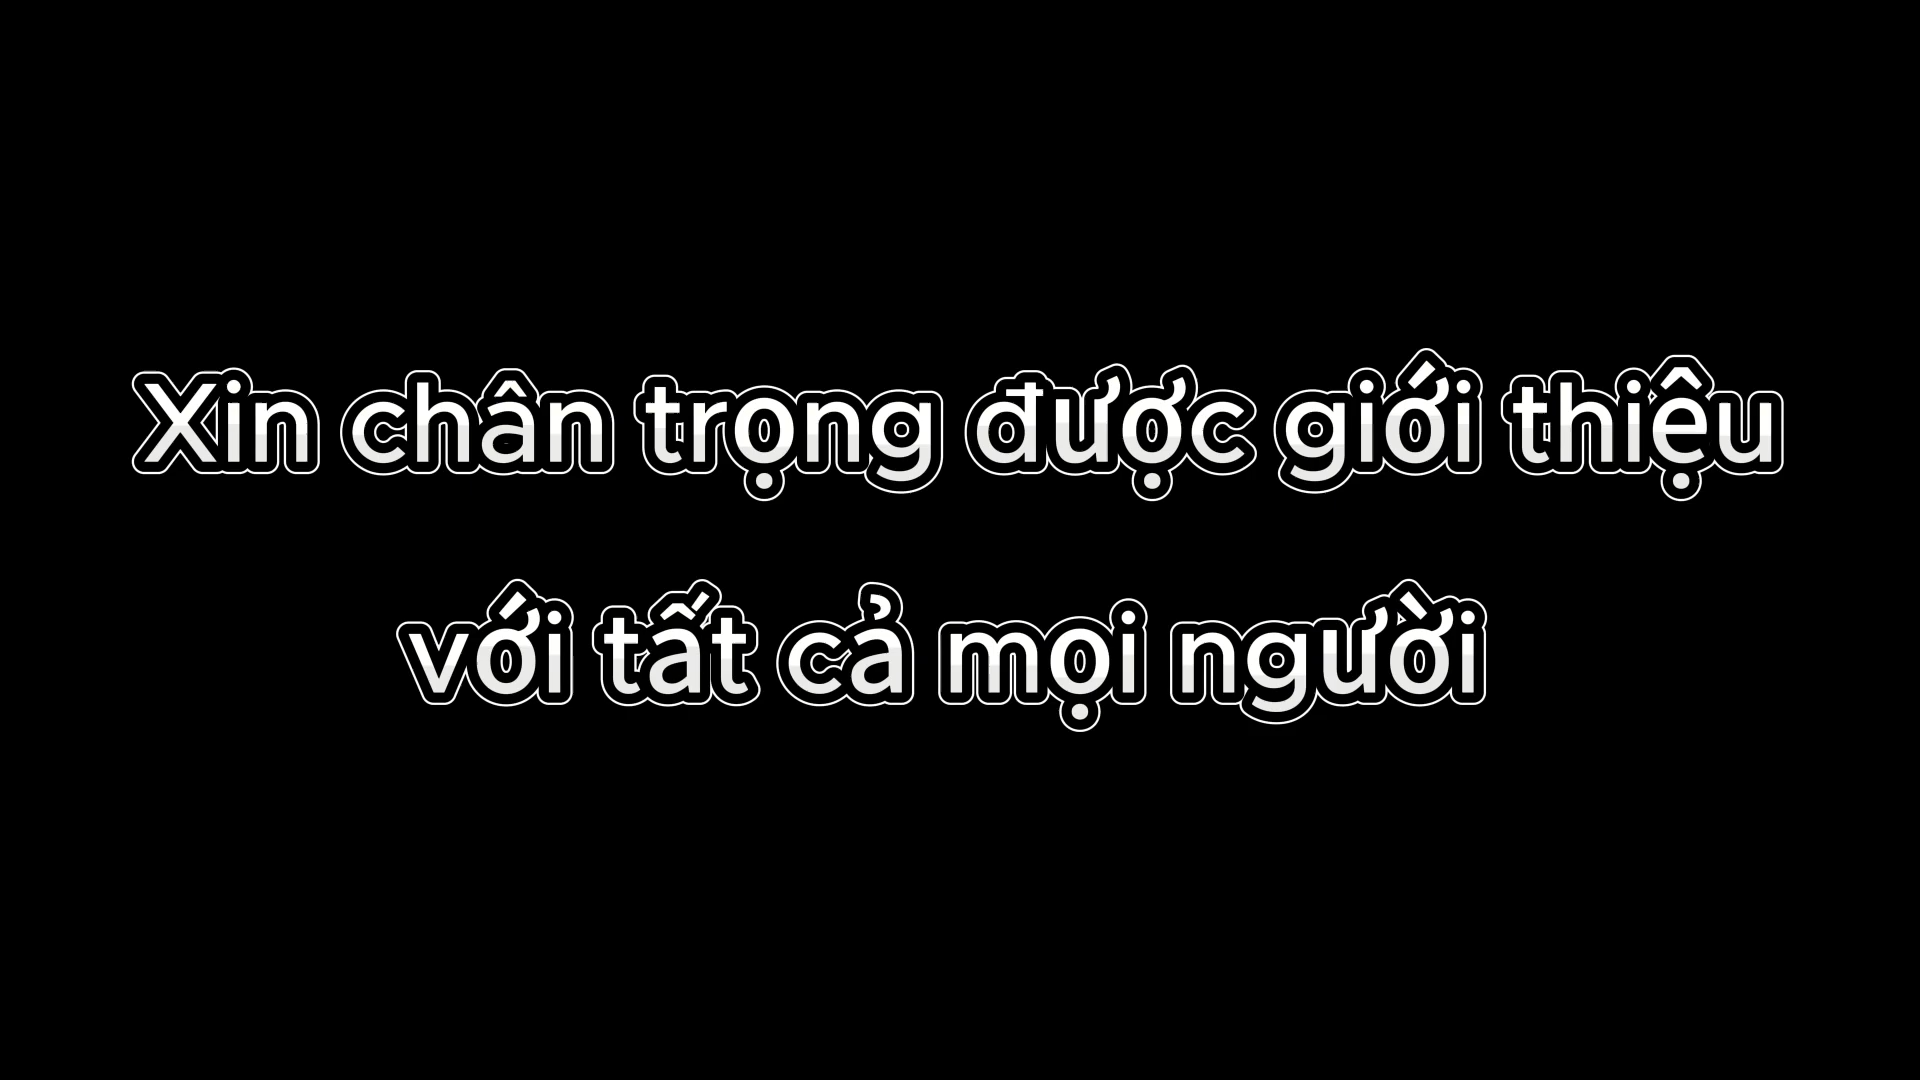 Xin chân trọng được giới thiệu
với tất cả mọi người